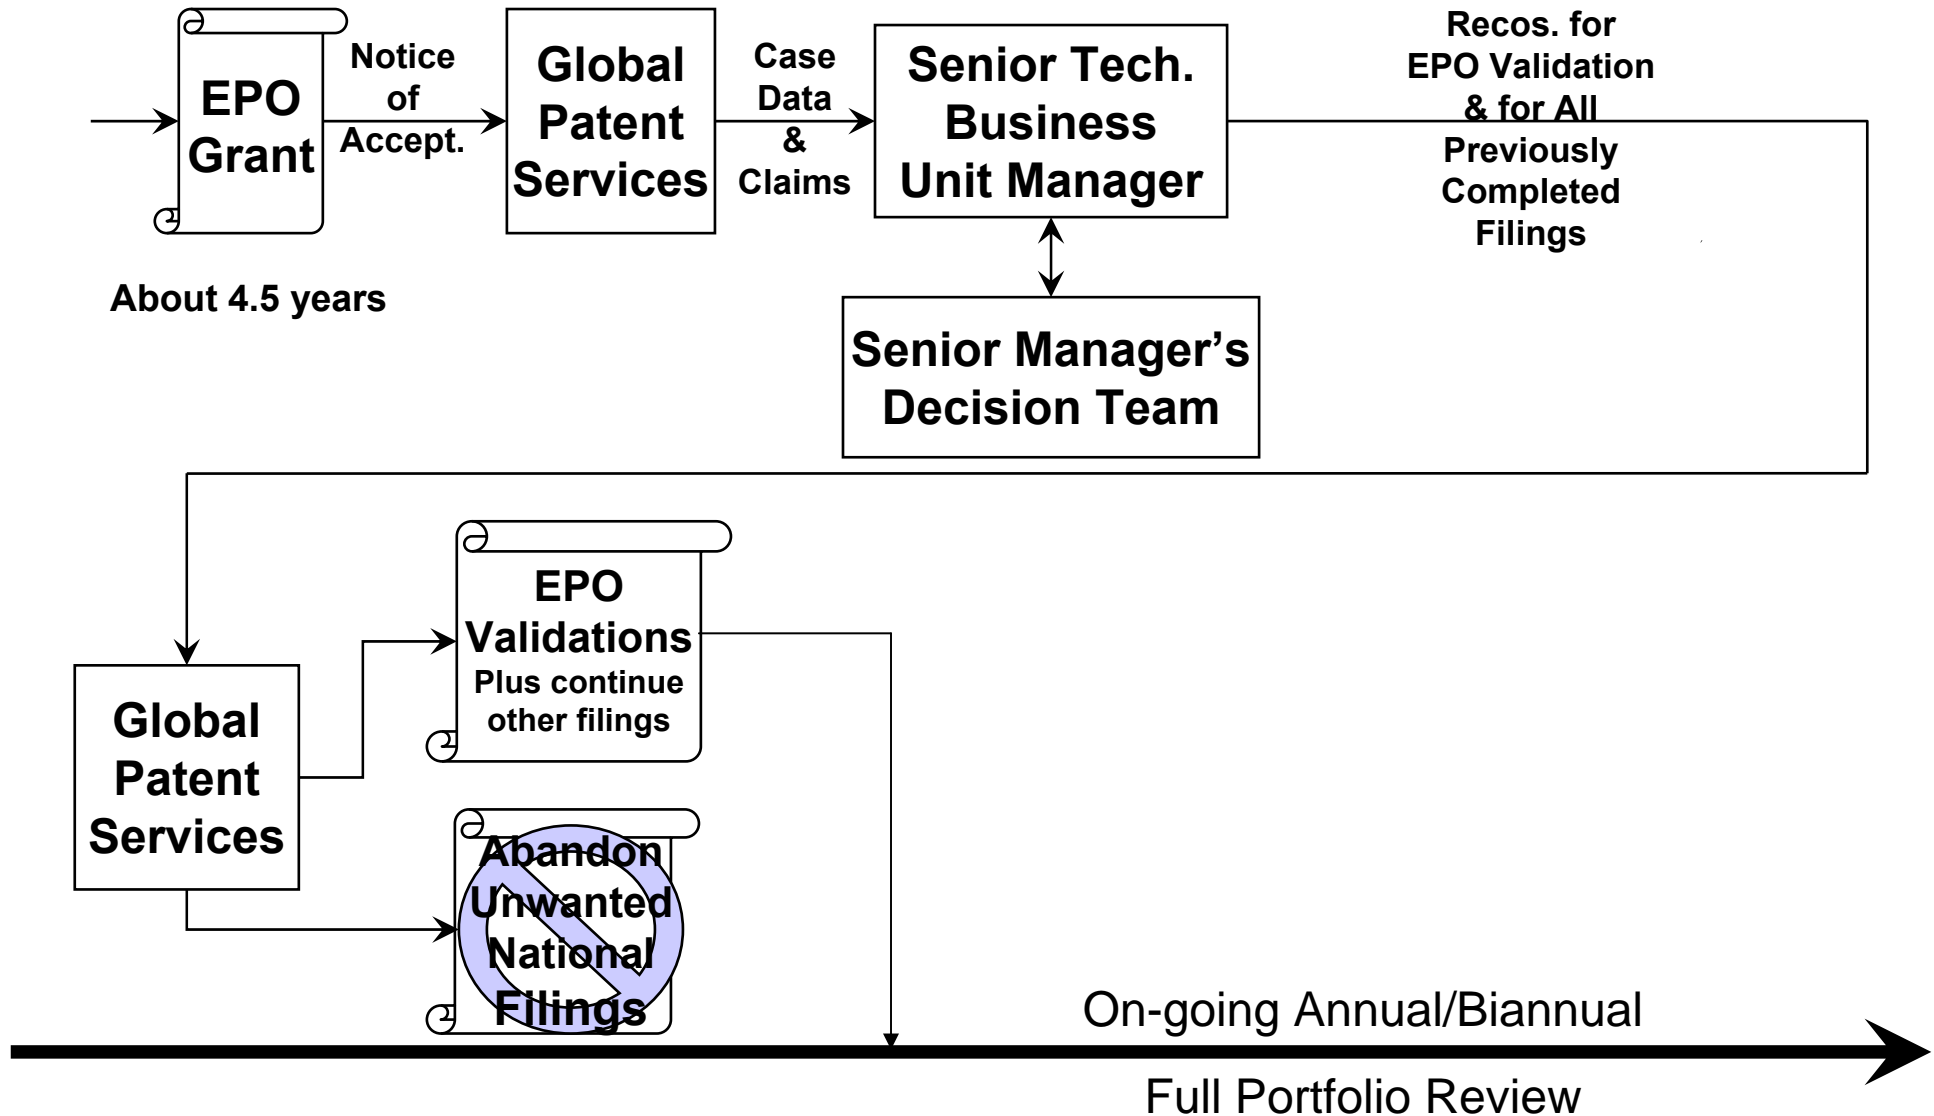 EPO
Grant
Notice
of
Accept.
Global
Patent
Services
Case
Data
&
Claims
Senior Tech.
Business
Unit Manager
Recos. for
EPO Validation
& for All
Previously
Completed
Filings
About 4.5 years
Senior Manager’s
Decision Team
EPO
Validations
Plus continue
other filings
Global
Patent
Services
Abandon
Unwanted
National
Filings
On-going Annual/Biannual
Full Portfolio Review